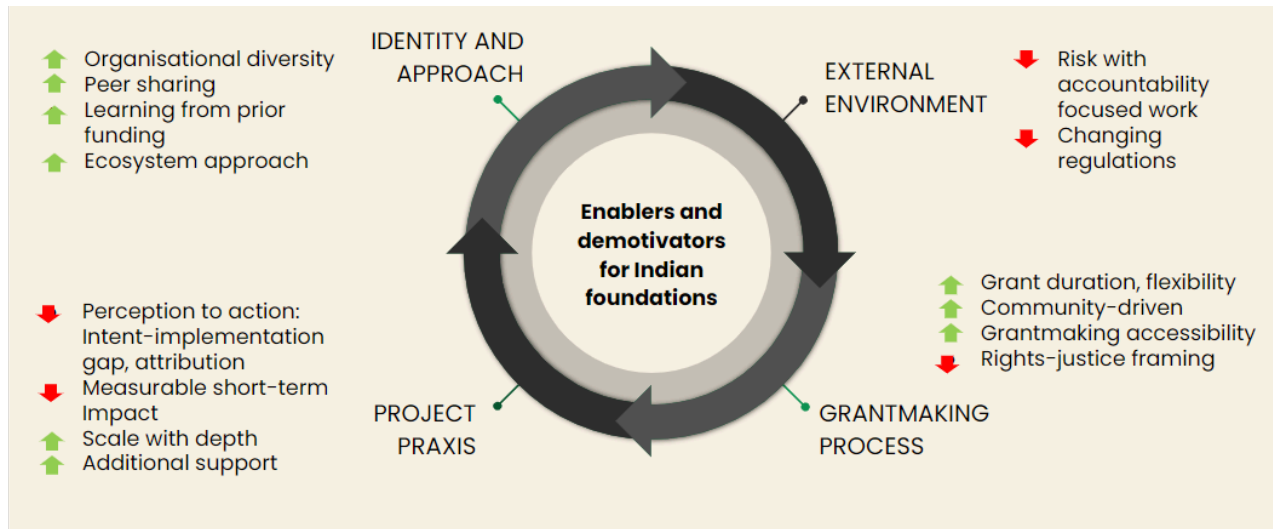 IDENTITY AND
APPROACH
Organisational diversity
Peer sharing
Learning from prior
funding
Ecosystem approach
EXTERNAL
ENVIRONMENT
Risk with
accountability
focused work
Changing
regulations
Enablers and
demotivators
for Indian
foundations
Grant duration, flexibility
Community-driven
Grantmaking accessibility
Rights-justice framing
GRANTMAKING
PROCESS
Perception to action:
Intent-implementation
gap, attribution
Measurable short-term
Impact
Scale with depth
Additional support
PROJECT
PRAXIS